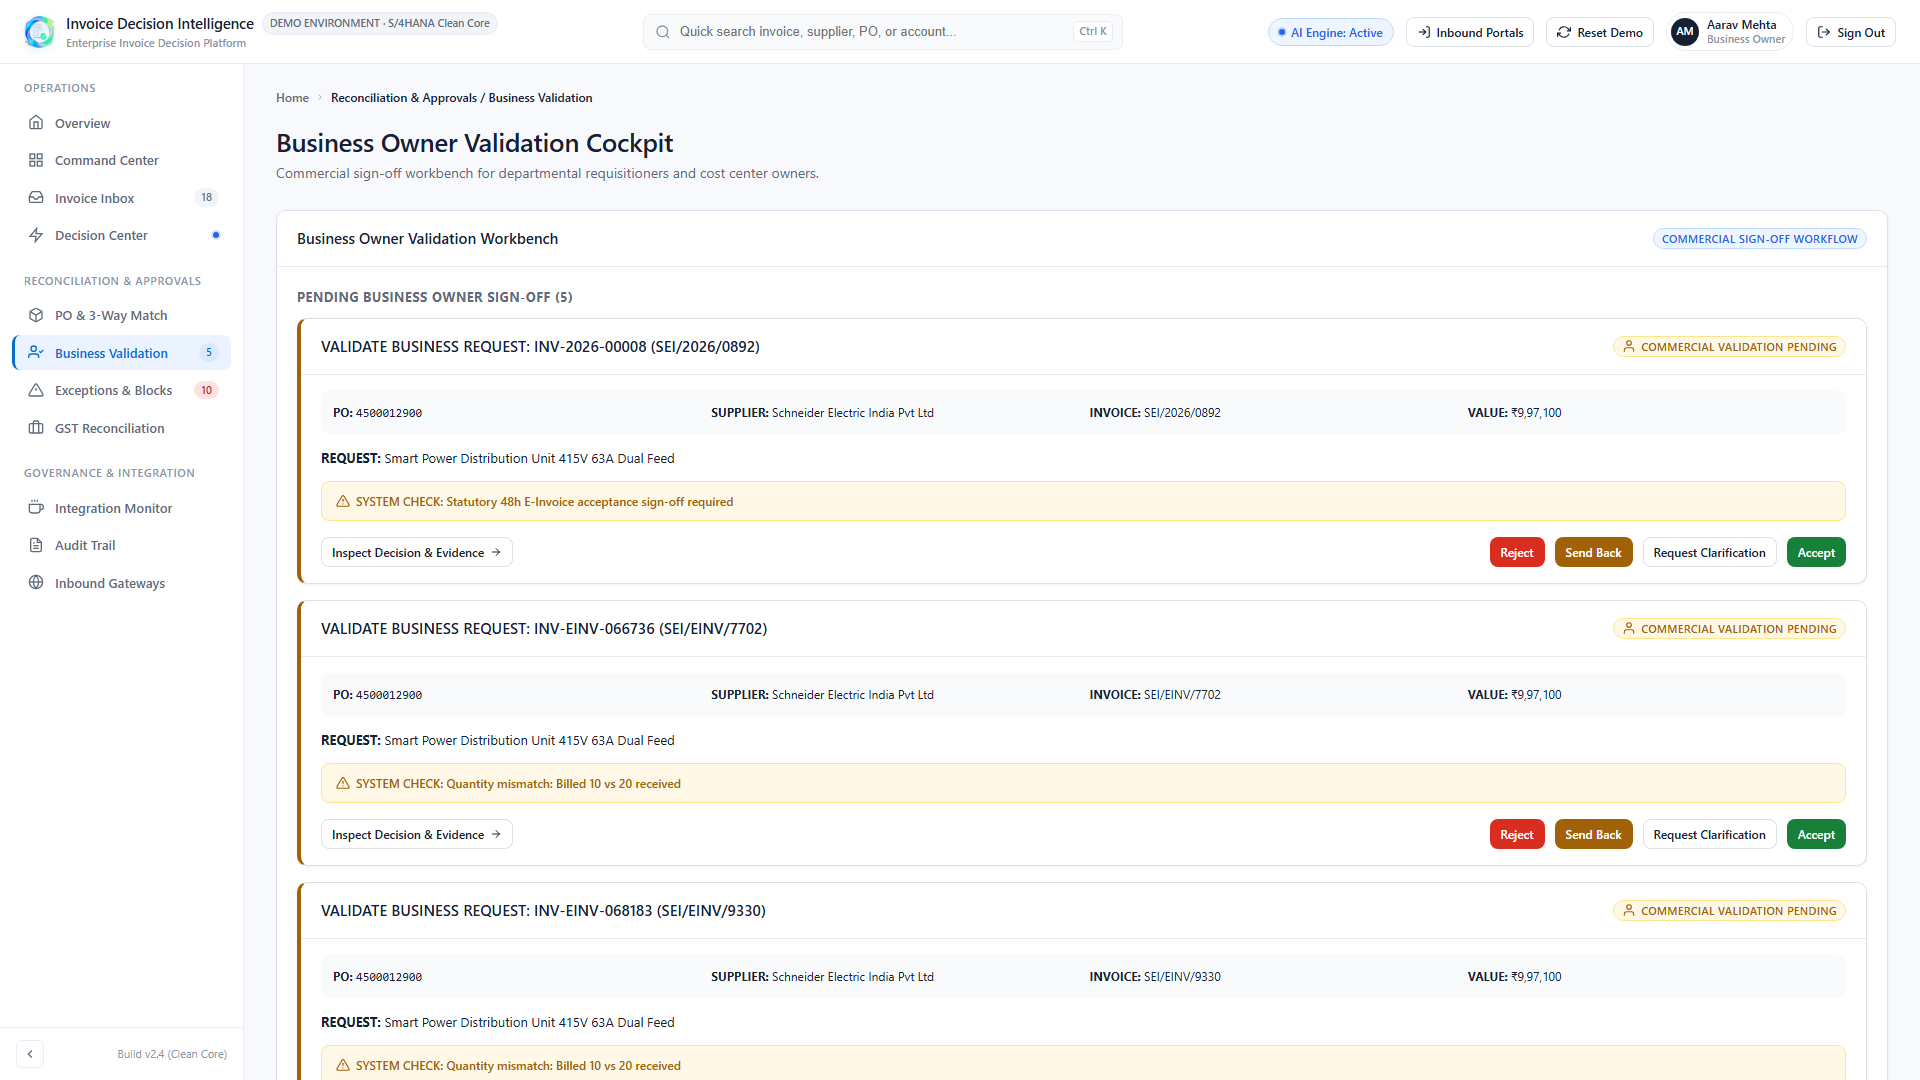 Invoice Decision Intelligence
Enterprise Invoice Decision Platform
DEMO ENVIRONMENT · S/4HANA Clean Core
Quick search invoice, supplier, PO, or account...
Ctrl K
AI Engine: Active
Inbound Portals
Reset Demo
AM
Aarav Mehta
Business Owner
Sign Out
OPERATIONS
Overview
Command Center
Invoice Inbox 18
Decision Center
RECONCILIATION & APPROVALS
PO & 3-Way Match
Business Validation 5
Exceptions & Blocks 10
GST Reconciliation
GOVERNANCE & INTEGRATION
Integration Monitor
Audit Trail
Inbound Gateways
Build v2.4 (Clean Core)
Home > Reconciliation & Approvals / Business Validation
Business Owner Validation Cockpit
Commercial sign-off workbench for departmental requisitioners and cost center owners.
Business Owner Validation Workbench
COMMERCIAL SIGN-OFF WORKFLOW
PENDING BUSINESS OWNER SIGN-OFF (5)
VALIDATE BUSINESS REQUEST: INV-2026-00008 (SEI/2026/0892)
COMMERCIAL VALIDATION PENDING
PO: 4500012900 SUPPLIER: Schneider Electric India Pvt Ltd INVOICE: SEI/2026/0892 VALUE: ₹9,97,100
REQUEST: Smart Power Distribution Unit 415V 63A Dual Feed
SYSTEM CHECK: Statutory 48h E-Invoice acceptance sign-off required
Inspect Decision & Evidence → Reject Send Back Request Clarification Accept
VALIDATE BUSINESS REQUEST: INV-EINV-066736 (SEI/EINV/7702)
COMMERCIAL VALIDATION PENDING
PO: 4500012900 SUPPLIER: Schneider Electric India Pvt Ltd INVOICE: SEI/EINV/7702 VALUE: ₹9,97,100
REQUEST: Smart Power Distribution Unit 415V 63A Dual Feed
SYSTEM CHECK: Quantity mismatch: Billed 10 vs 20 received
Inspect Decision & Evidence → Reject Send Back Request Clarification Accept
VALIDATE BUSINESS REQUEST: INV-EINV-068183 (SEI/EINV/9330)
COMMERCIAL VALIDATION PENDING
PO: 4500012900 SUPPLIER: Schneider Electric India Pvt Ltd INVOICE: SEI/EINV/9330 VALUE: ₹9,97,100
REQUEST: Smart Power Distribution Unit 415V 63A Dual Feed
SYSTEM CHECK: Quantity mismatch: Billed 10 vs 20 received